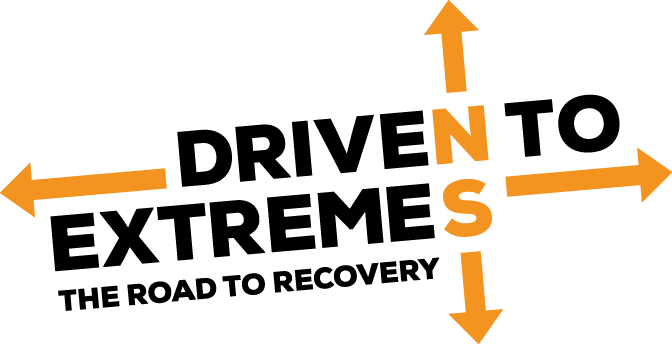 DRIVEN TO
EXTREMES
THE ROAD TO RECOVERY